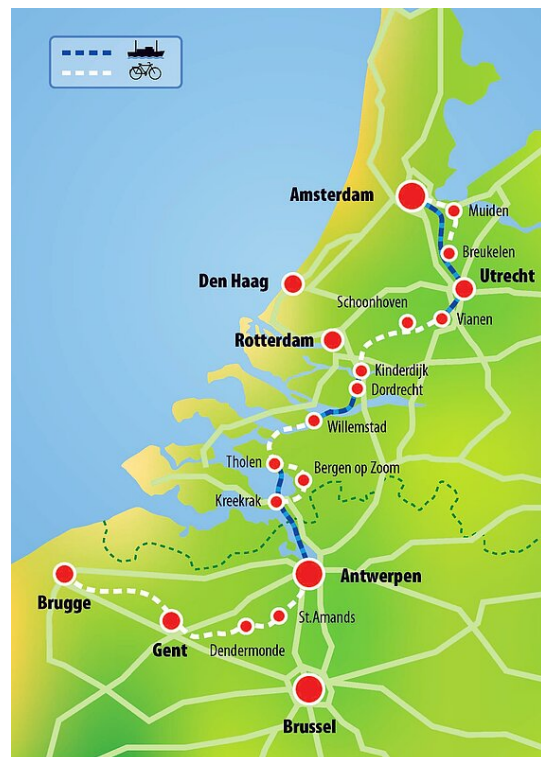 Amsterdam
Muiden
Breukelen
Den Haag
Utrecht
Schoonhoven
Vianen
Rotterdam
Kinderdijk
Dordrecht
Willemstad
Tholen
Bergen op Zoom
Kreekrak
Antwerpen
Brugge
St.Amands
Gent
Dendermonde
Brussel